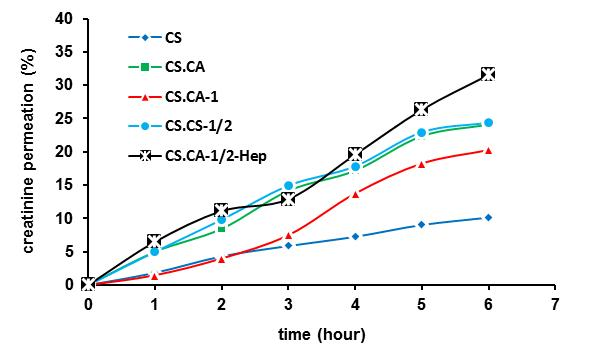 40
35
30
25
20
15
10
5
0
creatinine permeation (%)
CS
CS.CA
CS.CA-1
CS.CS-1/2
CS.CA-1/2-Hep
0 1 2 3 4 5 6 7
time (hour)